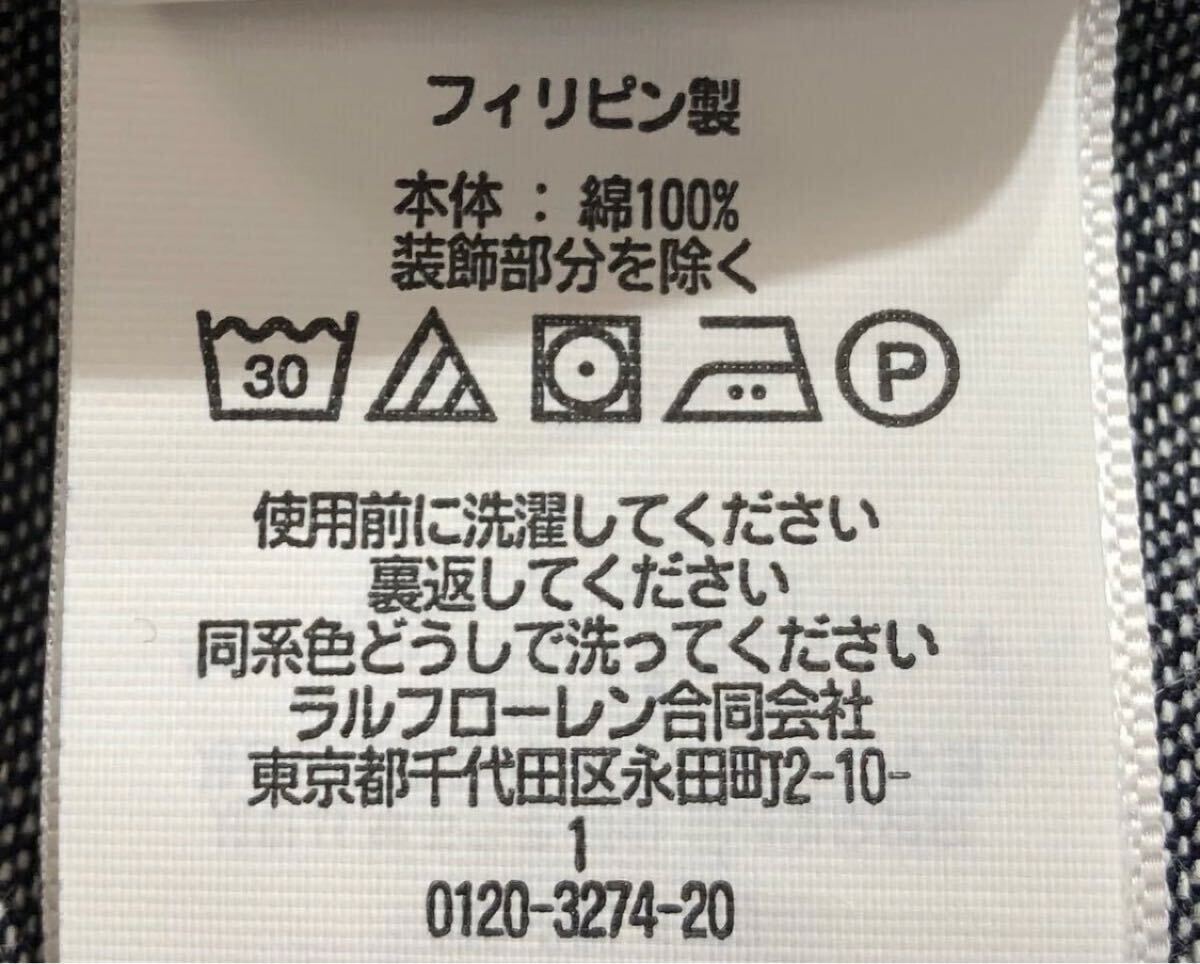 フィリピン製
本体 : 綿100%
装飾部分を除く
30 P
使用前に洗濯してください
裏返してください
同系色どうしで洗ってください
ラルフローレン合同会社
東京都千代田区永田町2-10-
1
0120-3274-20